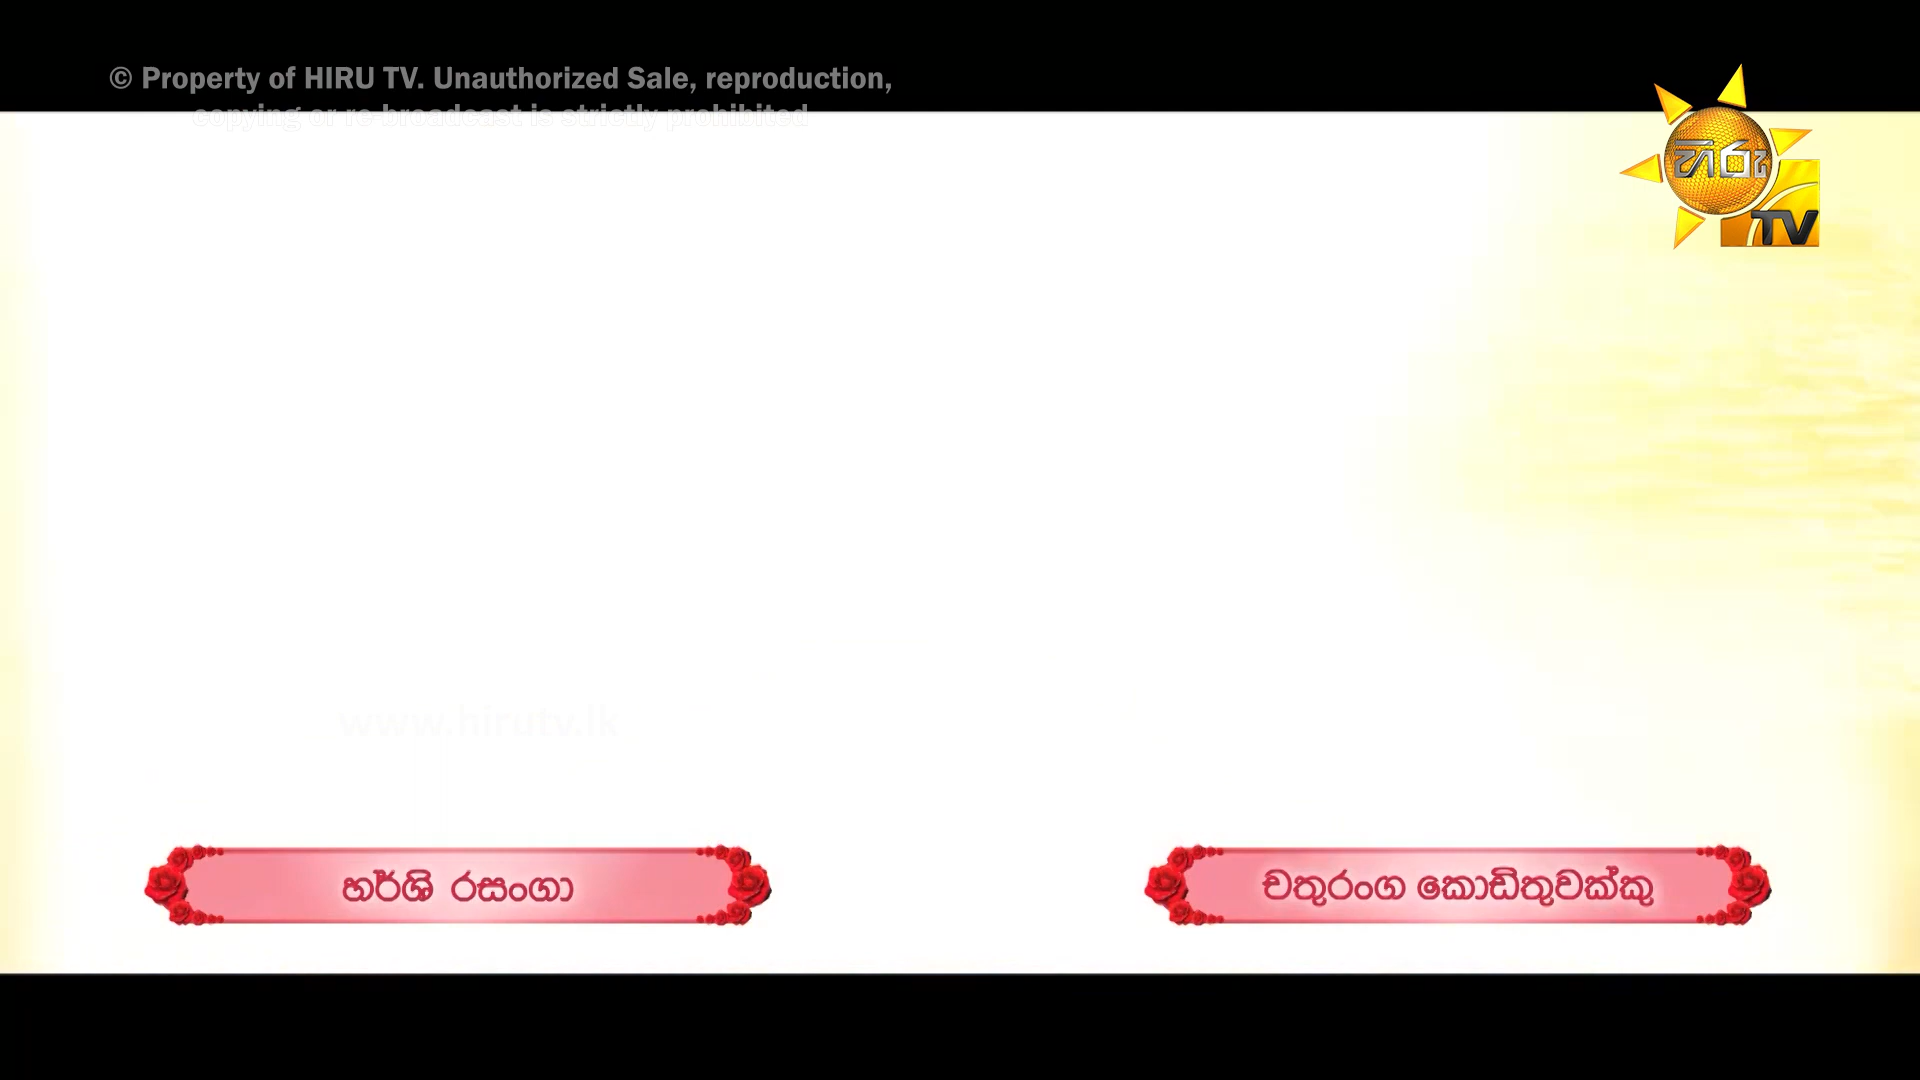 © Property of HIRU TV. Unauthorized Sale, reproduction,
copying or re-broadcast is strictly prohibited
හිරු
TV
www.hirutv.lk
හර්ශි රසංගා
චතුරංග කොඩිතුවක්කු